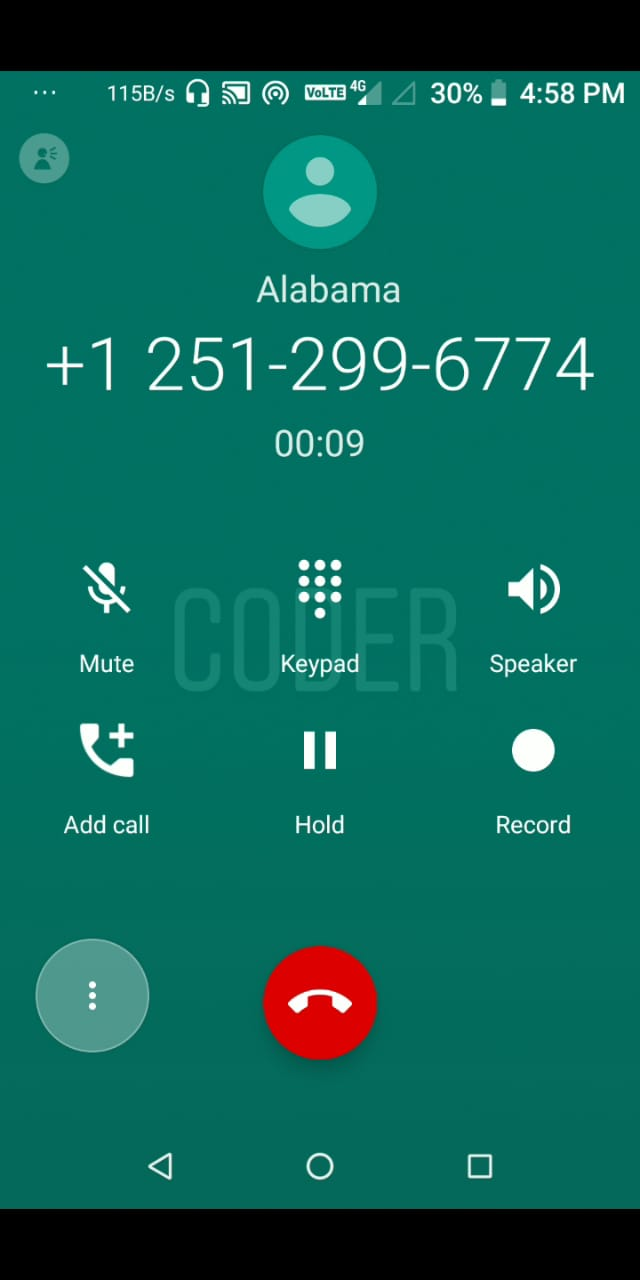 ... 115B/s VoLTE 4G 30% 4:58 PM
Alabama
+1 251-299-6774
00:09
CODER
Mute Keypad Speaker
Add call Hold Record